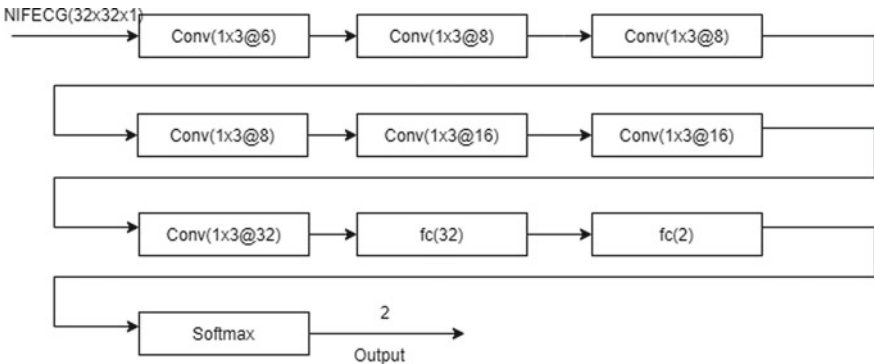 NIFECG(32x32x1)
Conv(1x3@6)
Conv(1x3@8)
Conv(1x3@8)
Conv(1x3@8)
Conv(1x3@16)
Conv(1x3@16)
Conv(1x3@32)
fc(32)
fc(2)
Softmax
2
Output